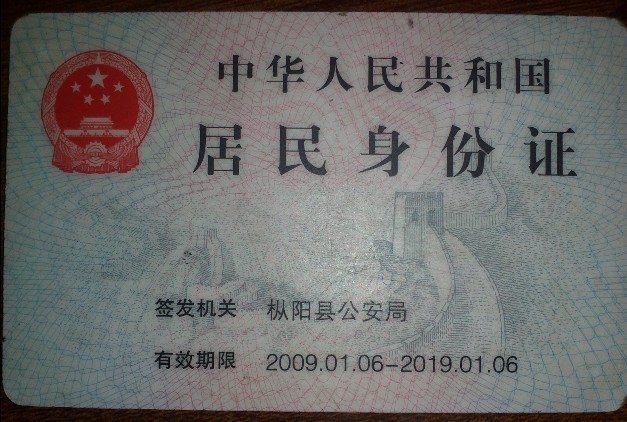 中华人民共和国
居民身份证
签发机关 枞阳县公安局
有效期限 2009.01.06-2019.01.06